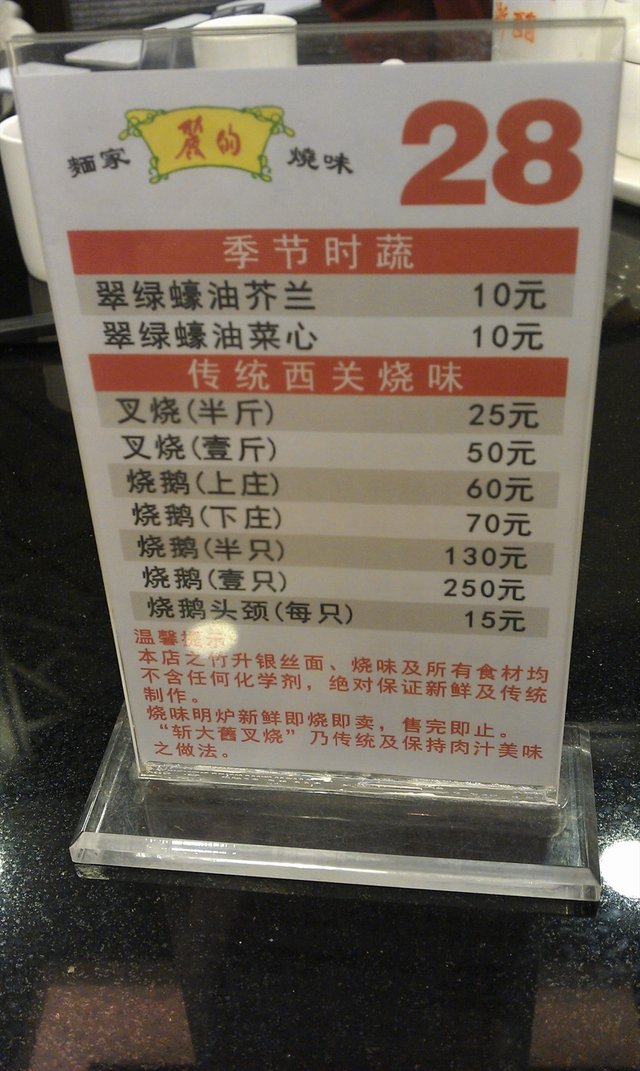 麵家 麗的 燒味 28
季节时蔬
翠绿蠔油芥兰 10元
翠绿蠔油菜心 10元
传统西关烧味
叉烧(半斤) 25元
叉烧(壹斤) 50元
烧鹅(上庄) 60元
烧鹅(下庄) 70元
烧鹅(半只) 130元
烧鹅(壹只) 250元
烧鹅头颈(每只) 15元
温馨提示
本店之竹升银丝面、烧味及所有食材均
不含任何化学剂，绝对保证新鲜及传统
制作。
烧味明炉新鲜即烧即卖，售完即止。
“斩大舊叉烧”乃传统及保持肉汁美味
之做法。
醋